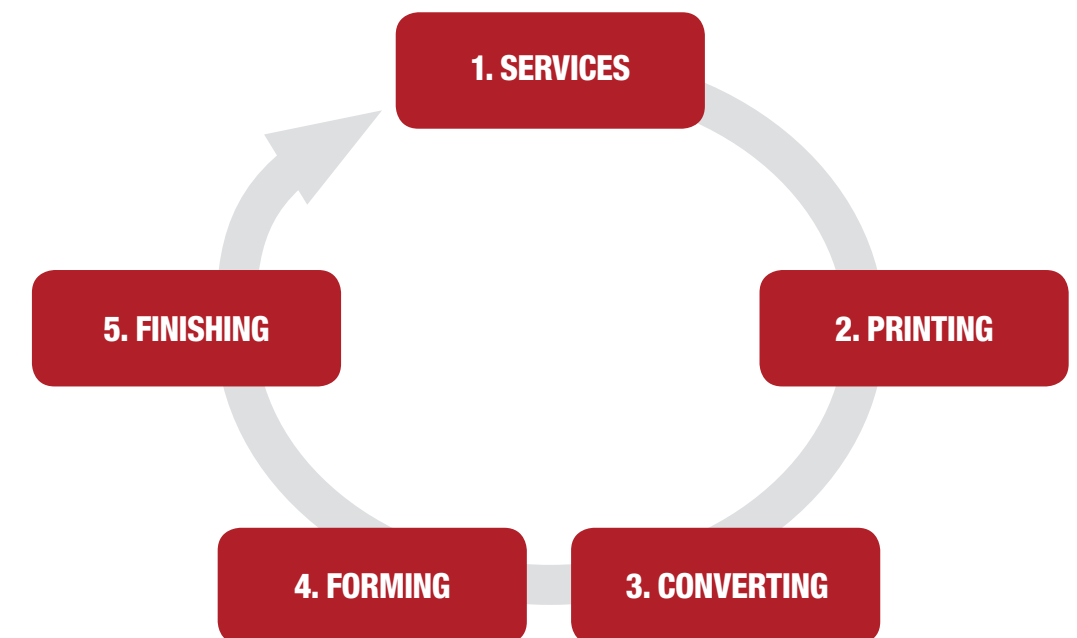 1. SERVICES
2. PRINTING
3. CONVERTING
4. FORMING
5. FINISHING